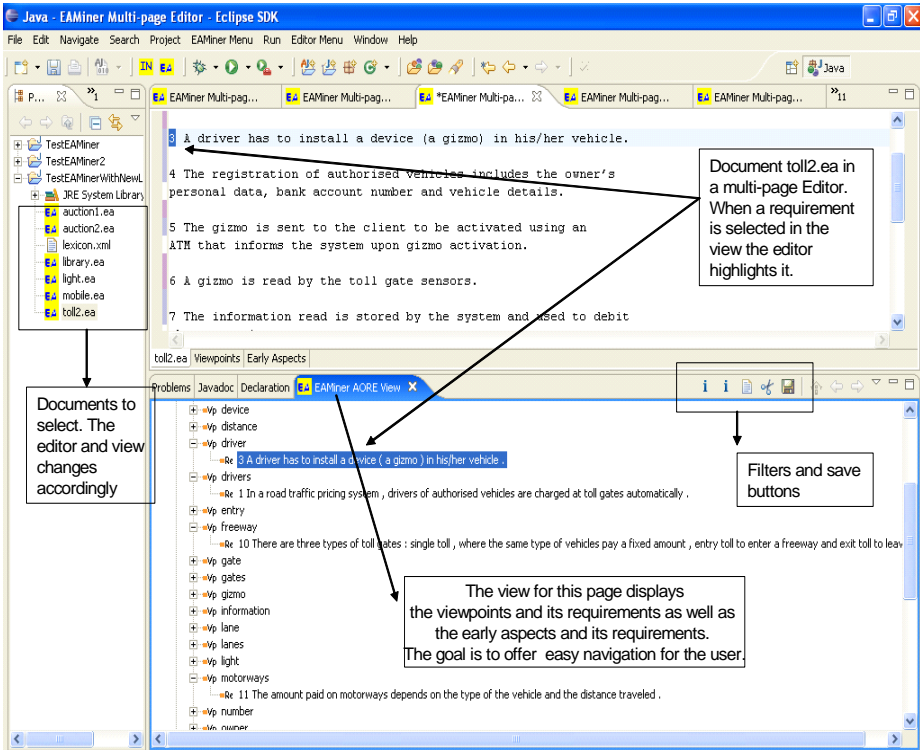 Java - EAMiner Multi-page Editor - Eclipse SDK
File Edit Navigate Search Project EAMiner Menu Run Editor Menu Window Help
IN EA
Java
P...
»1
EA EAMiner Multi-pag...
EA EAMiner Multi-pag...
EA *EAMiner Multi-pa...
EA EAMiner Multi-pag...
EA EAMiner Multi-pag...
»11
TestEAMiner
TestEAMiner2
TestEAMinerWithNewL
JRE System Library
EA auction1.ea
EA auction2.ea
lexicon.xml
EA library.ea
EA light.ea
EA mobile.ea
EA toll2.ea
3 A driver has to install a device (a gizmo) in his/her vehicle.
4 The registration of authorised vehicles includes the owner's
personal data, bank account number and vehicle details.
5 The gizmo is sent to the client to be activated using an
ATM that informs the system upon gizmo activation.
6 A gizmo is read by the toll gate sensors.
7 The information read is stored by the system and used to debit
toll2.ea Viewpoints Early Aspects
Document toll2.ea in
a multi-page Editor.
When a requirement
is selected in the
view the editor
highlights it.
Documents to
select. The
editor and view
changes
accordingly
Problems Javadoc Declaration EA EAMiner AORE View
i i
Vp device
Vp distance
Vp driver
Re 3 A driver has to install a device ( a gizmo ) in his/her vehicle .
Vp drivers
Re 1 In a road traffic pricing system , drivers of authorised vehicles are charged at toll gates automatically .
Vp entry
Vp freeway
Re 10 There are three types of toll gates : single toll , where the same type of vehicles pay a fixed amount , entry toll to enter a freeway and exit toll to leav
Vp gate
Vp gates
Vp gizmo
Vp information
Vp lane
Vp lanes
Vp light
Vp motorways
Re 11 The amount paid on motorways depends on the type of the vehicle and the distance traveled .
Vp number
Vp owner
Filters and save
buttons
The view for this page displays
the viewpoints and its requirements as well as
the early aspects and its requirements.
The goal is to offer easy navigation for the user.